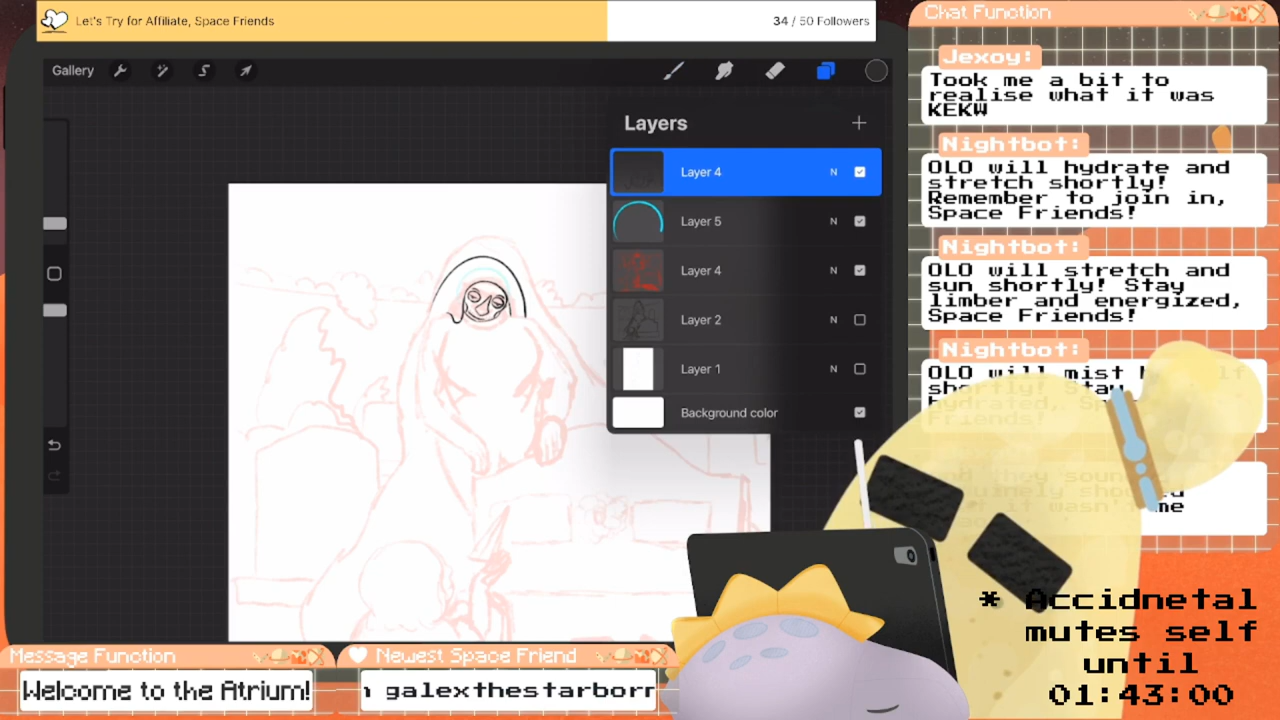 Let's Try for Affiliate, Space Friends
34 / 50 Followers
Gallery
Layers
Layer 4
N
Layer 5
N
Layer 4
N
Layer 2
N
Layer 1
N
Background color
Chat Function
Jexoy:
Took me a bit to
realise what it was
KEKW
Nightbot:
OLO will hydrate and
stretch shortly!
Remember to join in,
Space Friends!
Nightbot:
OLO will stretch and
sun shortly! Stay
limber and energized,
Space Friends!
Nightbot:
OLO will mist
Stay
me
* Accidnetal
mutes self
until
01:43:00
Message Function
Welcome to the Atrium!
Newest Space Friend
galexthestarborr